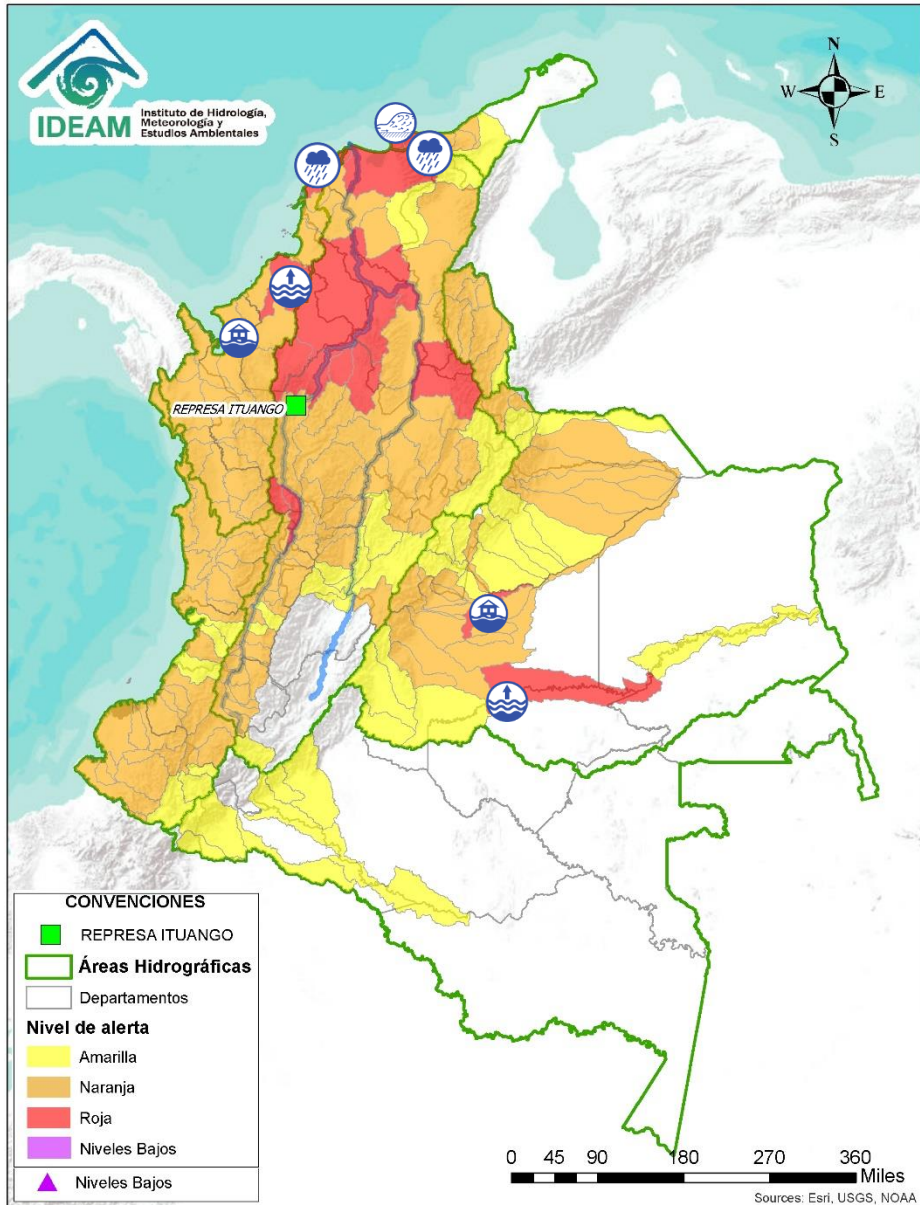 IDEAM
Instituto de Hidrología,
Meteorología y
Estudios Ambientales
N
W
E
S
REPRESA ITUANGO
CONVENCIONES
REPRESA ITUANGO
Áreas Hidrográficas
Departamentos
Nivel de alerta
Amarilla
Naranja
Roja
Niveles Bajos
Niveles Bajos
0 45 90 180 270 360
Miles
Sources: Esri, USGS, NOAA